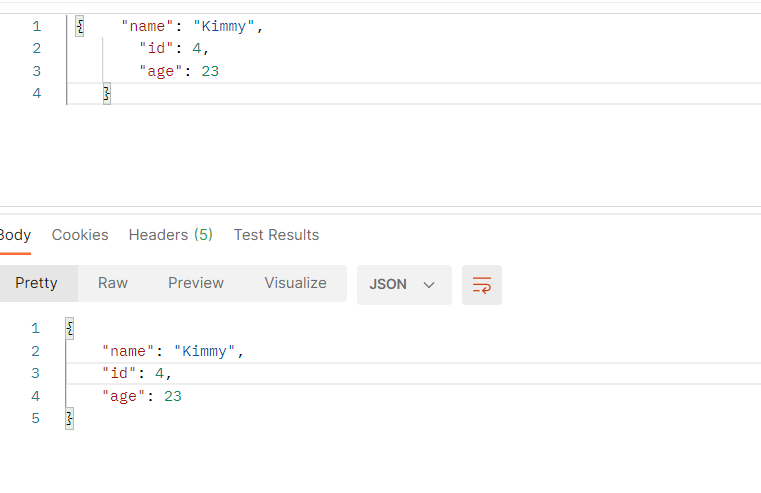 1 { "name": "Kimmy",
2 "id": 4,
3 "age": 23
4 }
Body Cookies Headers (5) Test Results
Pretty Raw Preview Visualize JSON
1 {
2 "name": "Kimmy",
3 "id": 4,
4 "age": 23
5 }